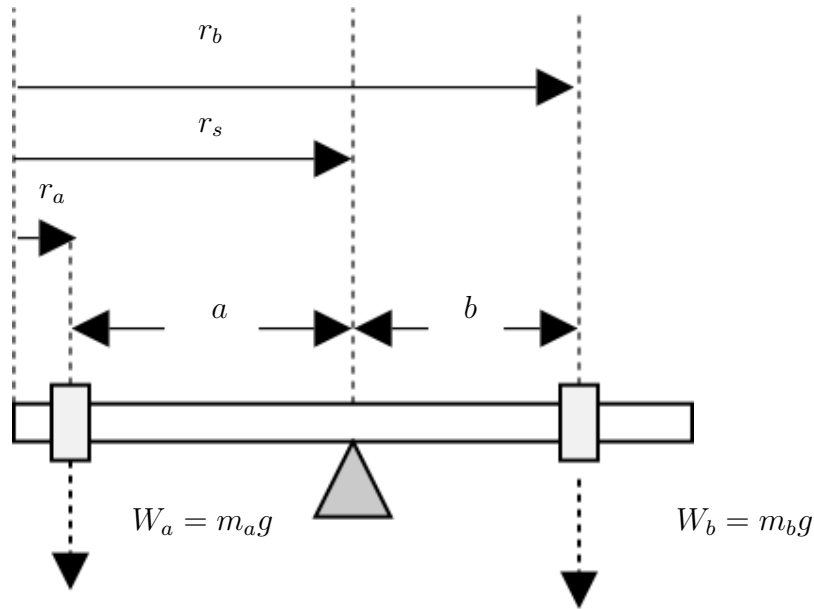 r_b
r_s
r_a
a
b
W_a = m_a g
W_b = m_b g